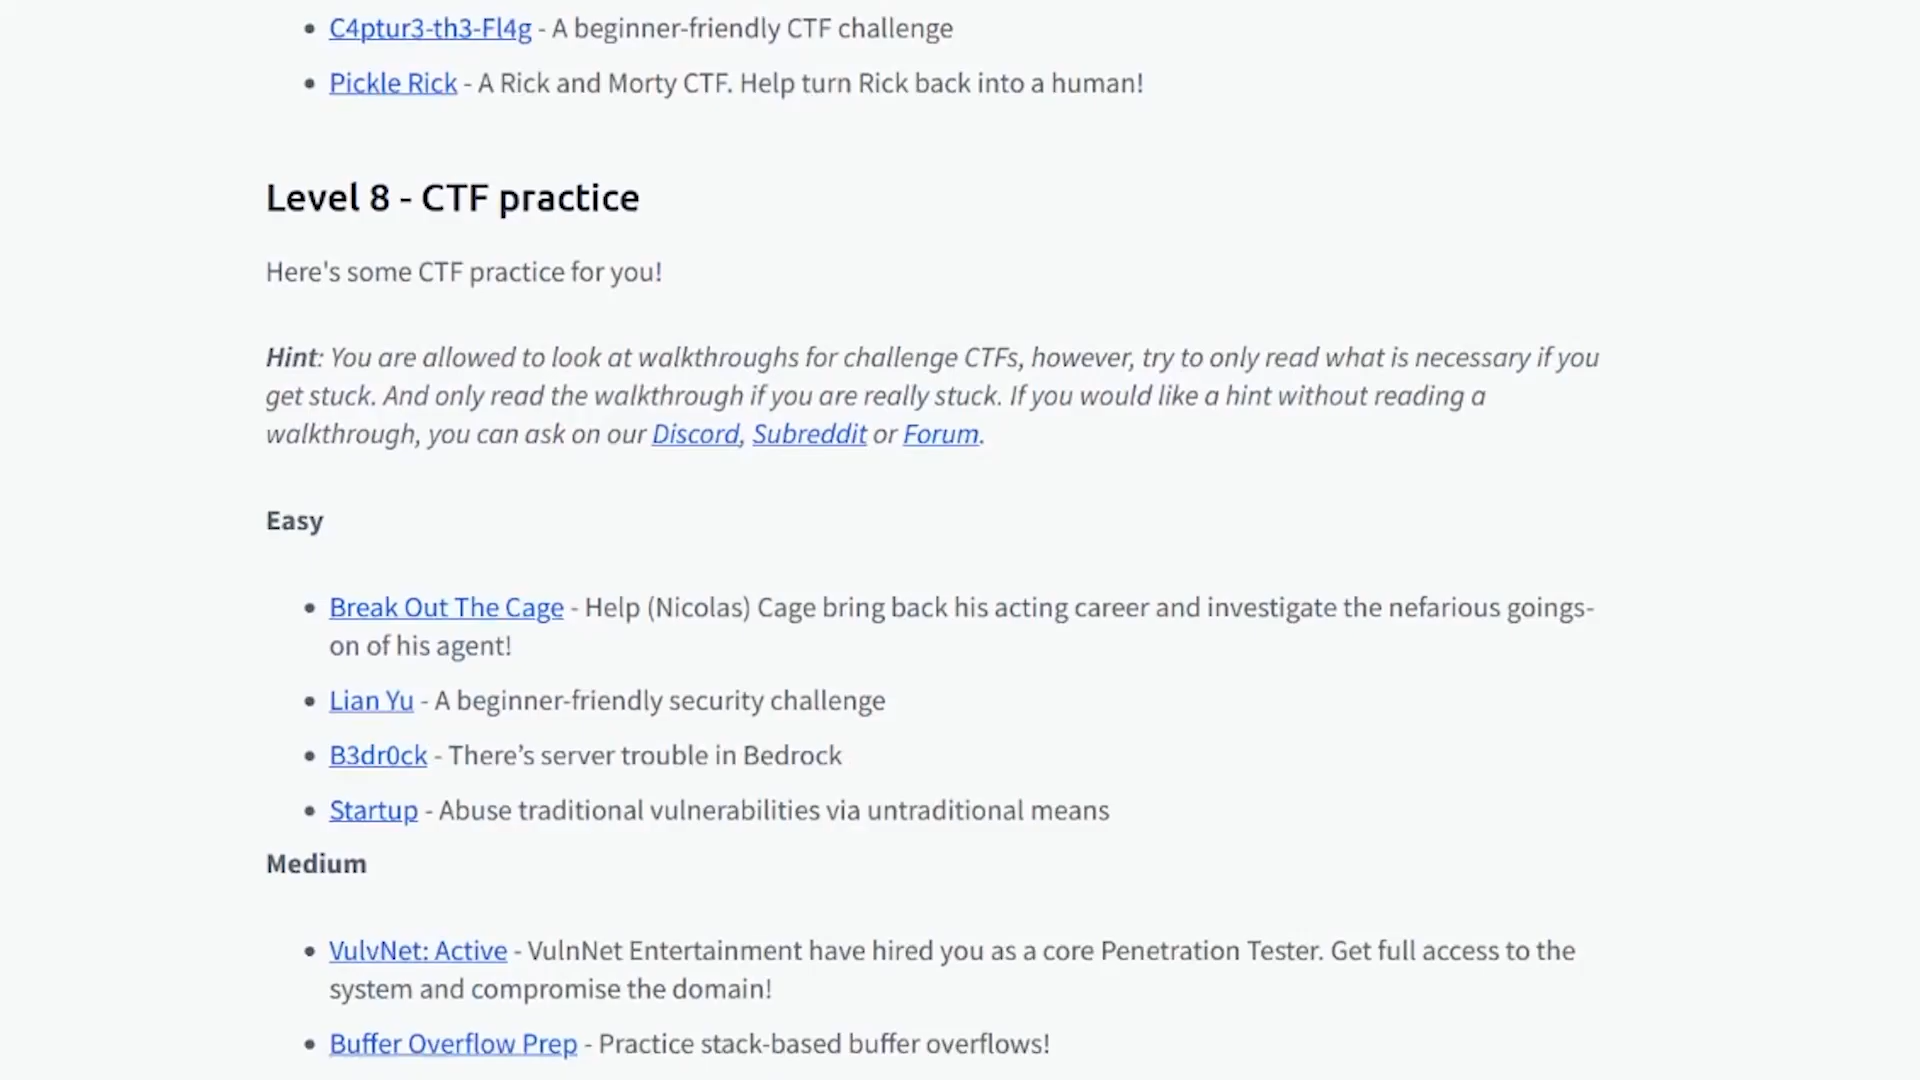 C4ptur3-th3-Fl4g - A beginner-friendly CTF challenge
Pickle Rick - A Rick and Morty CTF. Help turn Rick back into a human!
Level 8 - CTF practice
Here's some CTF practice for you!
Hint: You are allowed to look at walkthroughs for challenge CTFs, however, try to only read what is necessary if you
get stuck. And only read the walkthrough if you are really stuck. If you would like a hint without reading a
walkthrough, you can ask on our Discord, Subreddit or Forum.
Easy
Break Out The Cage - Help (Nicolas) Cage bring back his acting career and investigate the nefarious goings-
on of his agent!
Lian Yu - A beginner-friendly security challenge
B3dr0ck - There’s server trouble in Bedrock
Startup - Abuse traditional vulnerabilities via untraditional means
Medium
VulvNet: Active - VulnNet Entertainment have hired you as a core Penetration Tester. Get full access to the
system and compromise the domain!
Buffer Overflow Prep - Practice stack-based buffer overflows!